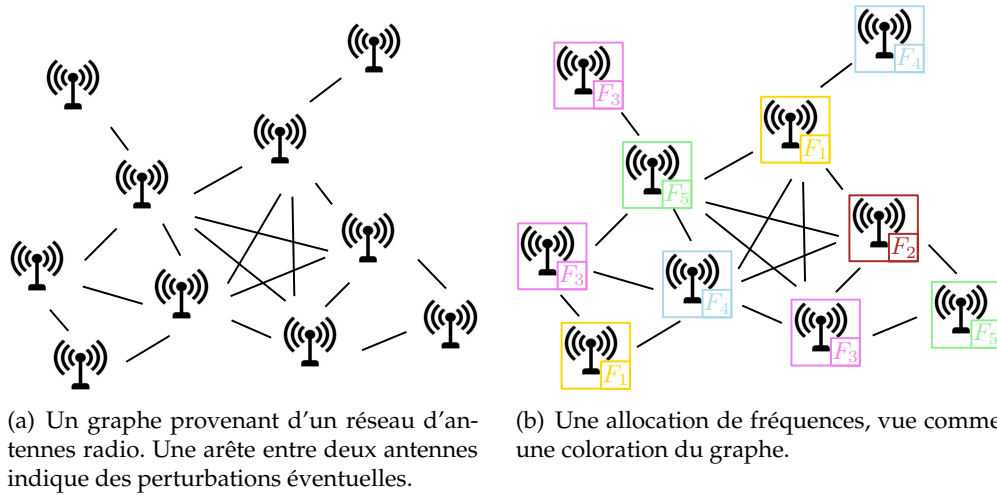 F4
F3
F1
F5
F2
F3
F4
F3
F5
F1
(a) Un graphe provenant d'un réseau d'an-
tennes radio. Une arête entre deux antennes
indique des perturbations éventuelles.
(b) Une allocation de fréquences, vue comme
une coloration du graphe.